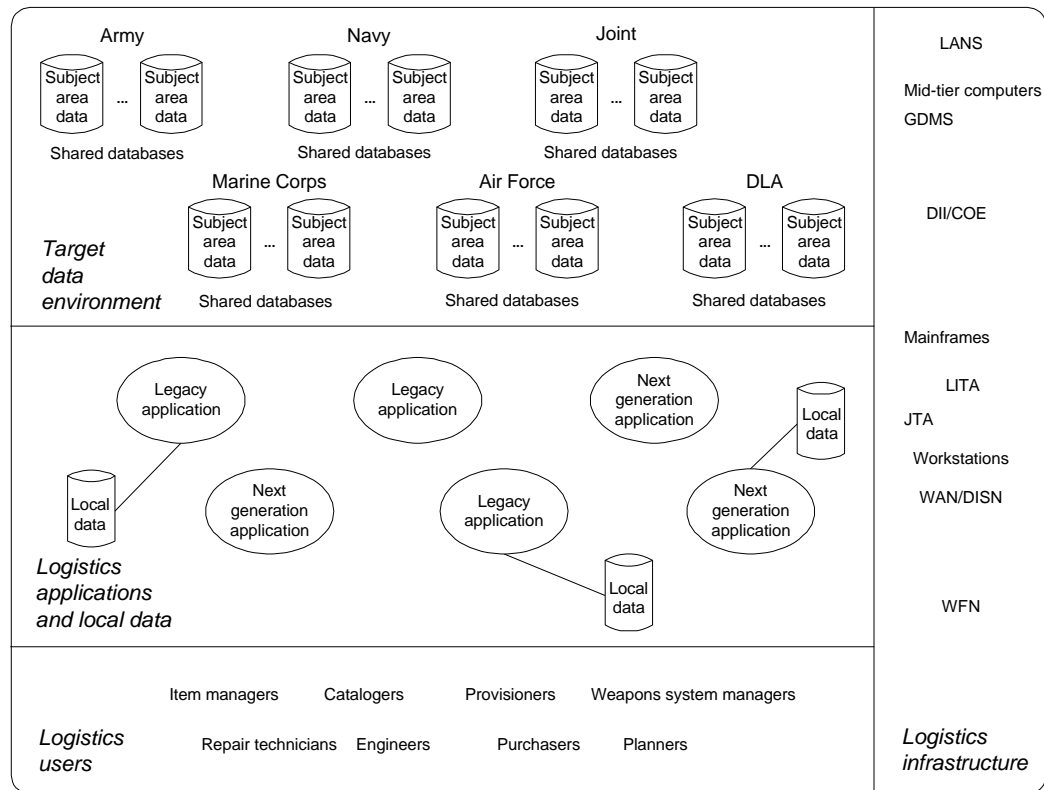 Army
Navy
Joint
Subject
area
data
...
Subject
area
data
Subject
area
data
...
Subject
area
data
Subject
area
data
...
Subject
area
data
Shared databases
Shared databases
Shared databases
Marine Corps
Air Force
DLA
Subject
area
data
...
Subject
area
data
Subject
area
data
...
Subject
area
data
Subject
area
data
...
Subject
area
data
Shared databases
Shared databases
Shared databases
Target
data
environment
Legacy
application
Legacy
application
Next
generation
application
Local
data
Local
data
Next
generation
application
Legacy
application
Next
generation
application
Local
data
Logistics
applications
and local data
Item managers
Catalogers
Provisioners
Weapons system managers
Repair technicians
Engineers
Purchasers
Planners
Logistics
users
LANS
Mid-tier computers
GDMS
DII/COE
Mainframes
LITA
JTA
Workstations
WAN/DISN
WFN
Logistics
infrastructure